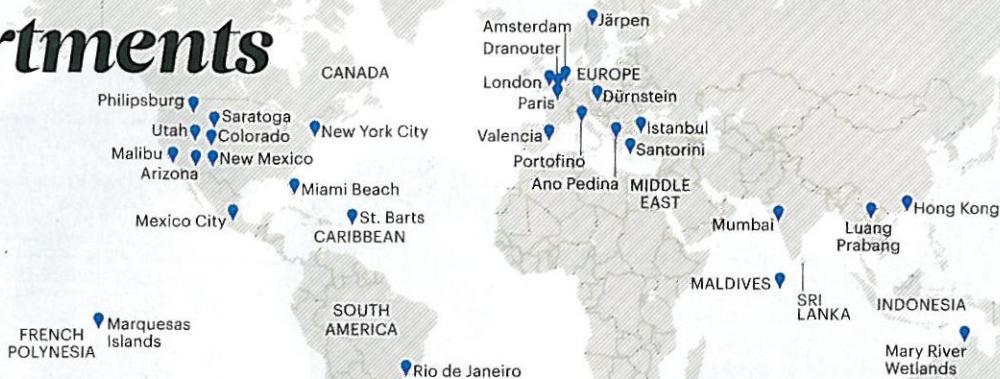 rtments
CANADA
Philipsburg
Saratoga
Utah
Colorado
New York City
Malibu
New Mexico
Arizona
Miami Beach
Mexico City
St. Barts
CARIBBEAN
SOUTH
AMERICA
FRENCH
POLYNESIA
Marquesas
Islands
Rio de Janeiro
Järpen
Amsterdam
Dranouter
London
EUROPE
Paris
Dürnstein
Valencia
Istanbul
Santorini
Portofino
Ano Pedina
MIDDLE
EAST
Mumbai
Luang
Prabang
Hong Kong
MALDIVES
SRI
LANKA
INDONESIA
Mary River
Wetlands